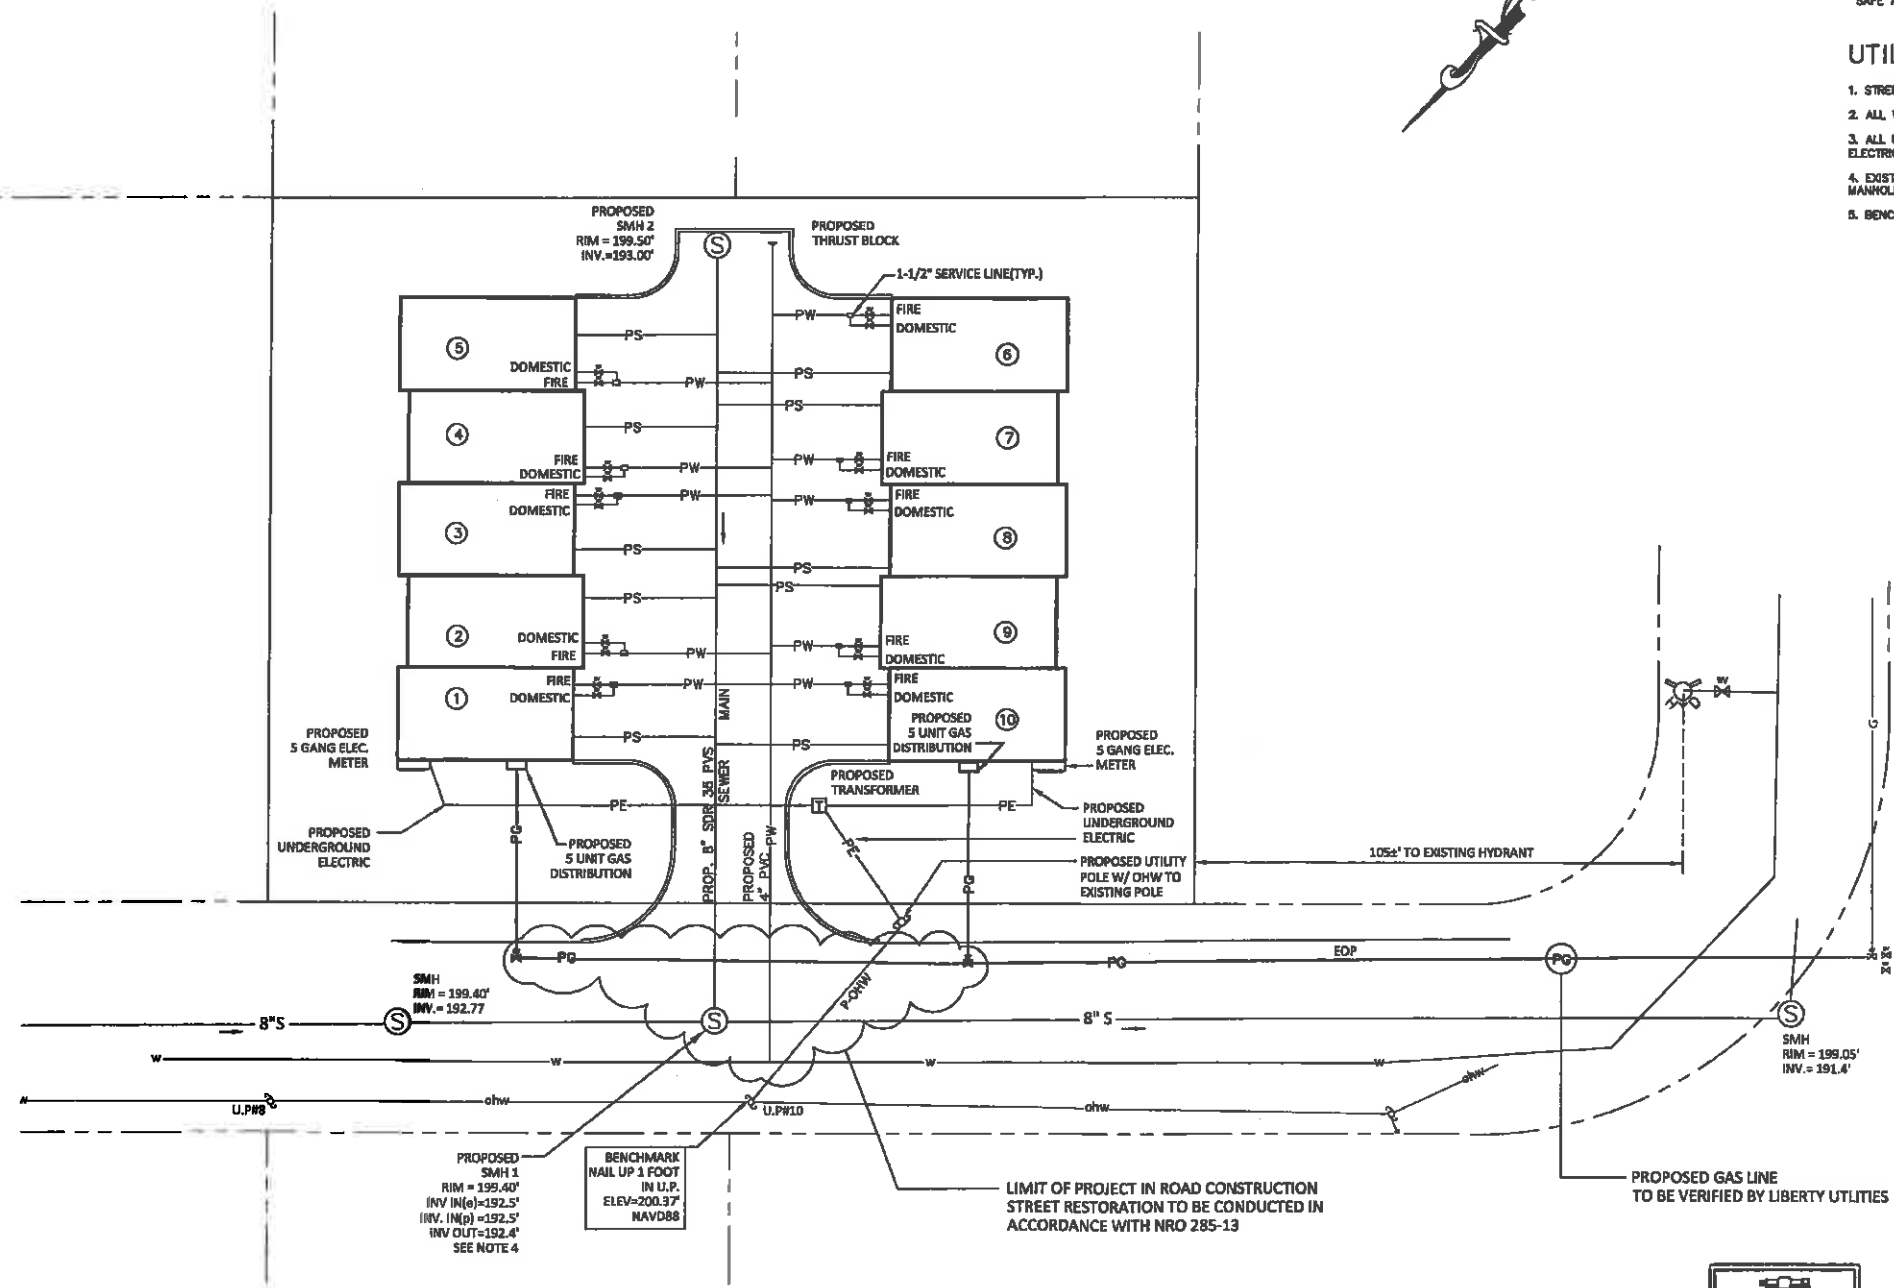 SAFE
UTIL
1. STREE
2. ALL
3. ALL
ELECTRIC
4. EXIST
MANHOL
5. BENC
PROPOSED
SMH 2
RIM = 199.50'
INV.=193.00'
PROPOSED
THRUST BLOCK
1-1/2" SERVICE LINE(TYP.)
S
5
DOMESTIC
FIRE
PS
PW
PW
FIRE
DOMESTIC
6
PS
4
FIRE
DOMESTIC
PS
PW
PS
PW
FIRE
DOMESTIC
7
3
FIRE
DOMESTIC
PW
PS
PW
FIRE
DOMESTIC
8
PS
2
DOMESTIC
FIRE
PS
PW
PS
PW
FIRE
DOMESTIC
9
1
FIRE
DOMESTIC
PW
PS
PW
FIRE
DOMESTIC
10
PS
PROPOSED
5 UNIT GAS
DISTRIBUTION
PROPOSED
5 GANG ELEC.
METER
PROPOSED
5 GANG ELEC.
METER
PROP. 8" SDR 35 PVS
SEWER MAIN
PROPOSED
4" PVC PW
PROPOSED
TRANSFORMER
T
PE
PE
PE
PG
PG
PROPOSED
UNDERGROUND
ELECTRIC
PROPOSED
5 UNIT GAS
DISTRIBUTION
PROPOSED
UNDERGROUND
ELECTRIC
PROPOSED UTILITY
POLE W/ OHW TO
EXISTING POLE
105±' TO EXISTING HYDRANT
W
G
PG
PG
EOP
PG
P-OHW
SMH
RIM = 199.40'
INV.= 192.77
8"S
S
S
8" S
S
SMH
RIM = 199.05'
INV.= 191.4'
W
W
W
W
U.P#8
ohw
U.P#10
ohw
ohw
PROPOSED
SMH 1
RIM = 199.40'
INV IN(e)=192.5'
INV. IN(p) =192.5'
INV OUT=192.4'
SEE NOTE 4
BENCHMARK
NAIL UP 1 FOOT
IN U.P.
ELEV=200.37'
NAVD88
LIMIT OF PROJECT IN ROAD CONSTRUCTION
STREET RESTORATION TO BE CONDUCTED IN
ACCORDANCE WITH NRO 285-13
PROPOSED GAS LINE
TO BE VERIFIED BY LIBERTY UTLITIES